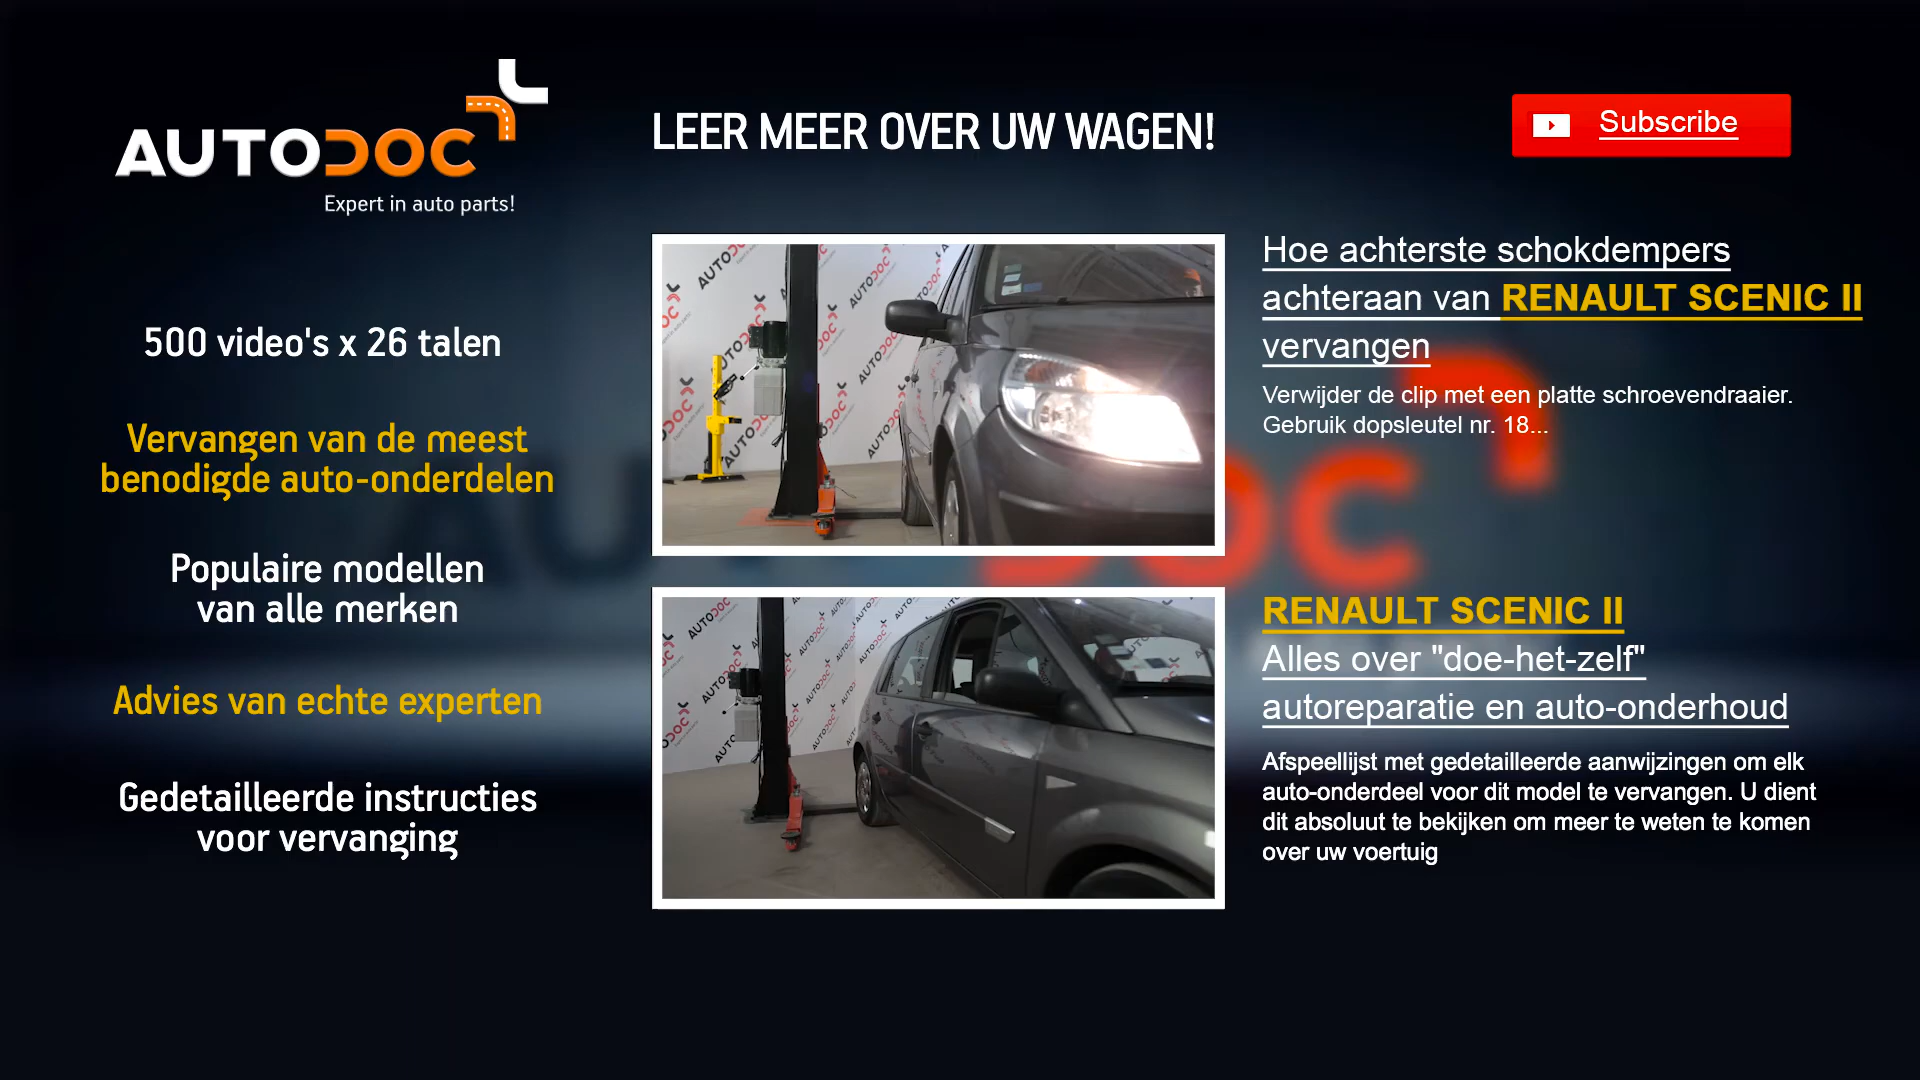 AUTODOC
Expert in auto parts!
LEER MEER OVER UW WAGEN!
Subscribe
500 video's x 26 talen
Vervangen van de meest
benodigde auto-onderdelen
Populaire modellen
van alle merken
Advies van echte experten
Gedetailleerde instructies
voor vervanging
Hoe achterste schokdempers
achteraan van RENAULT SCENIC II
vervangen
Verwijder de clip met een platte schroevendraaier.
Gebruik dopsleutel nr. 18...
RENAULT SCENIC II
Alles over "doe-het-zelf"
autoreparatie en auto-onderhoud
Afspeellijst met gedetailleerde aanwijzingen om elk
auto-onderdeel voor dit model te vervangen. U dient
dit absoluut te bekijken om meer te weten te komen
over uw voertuig